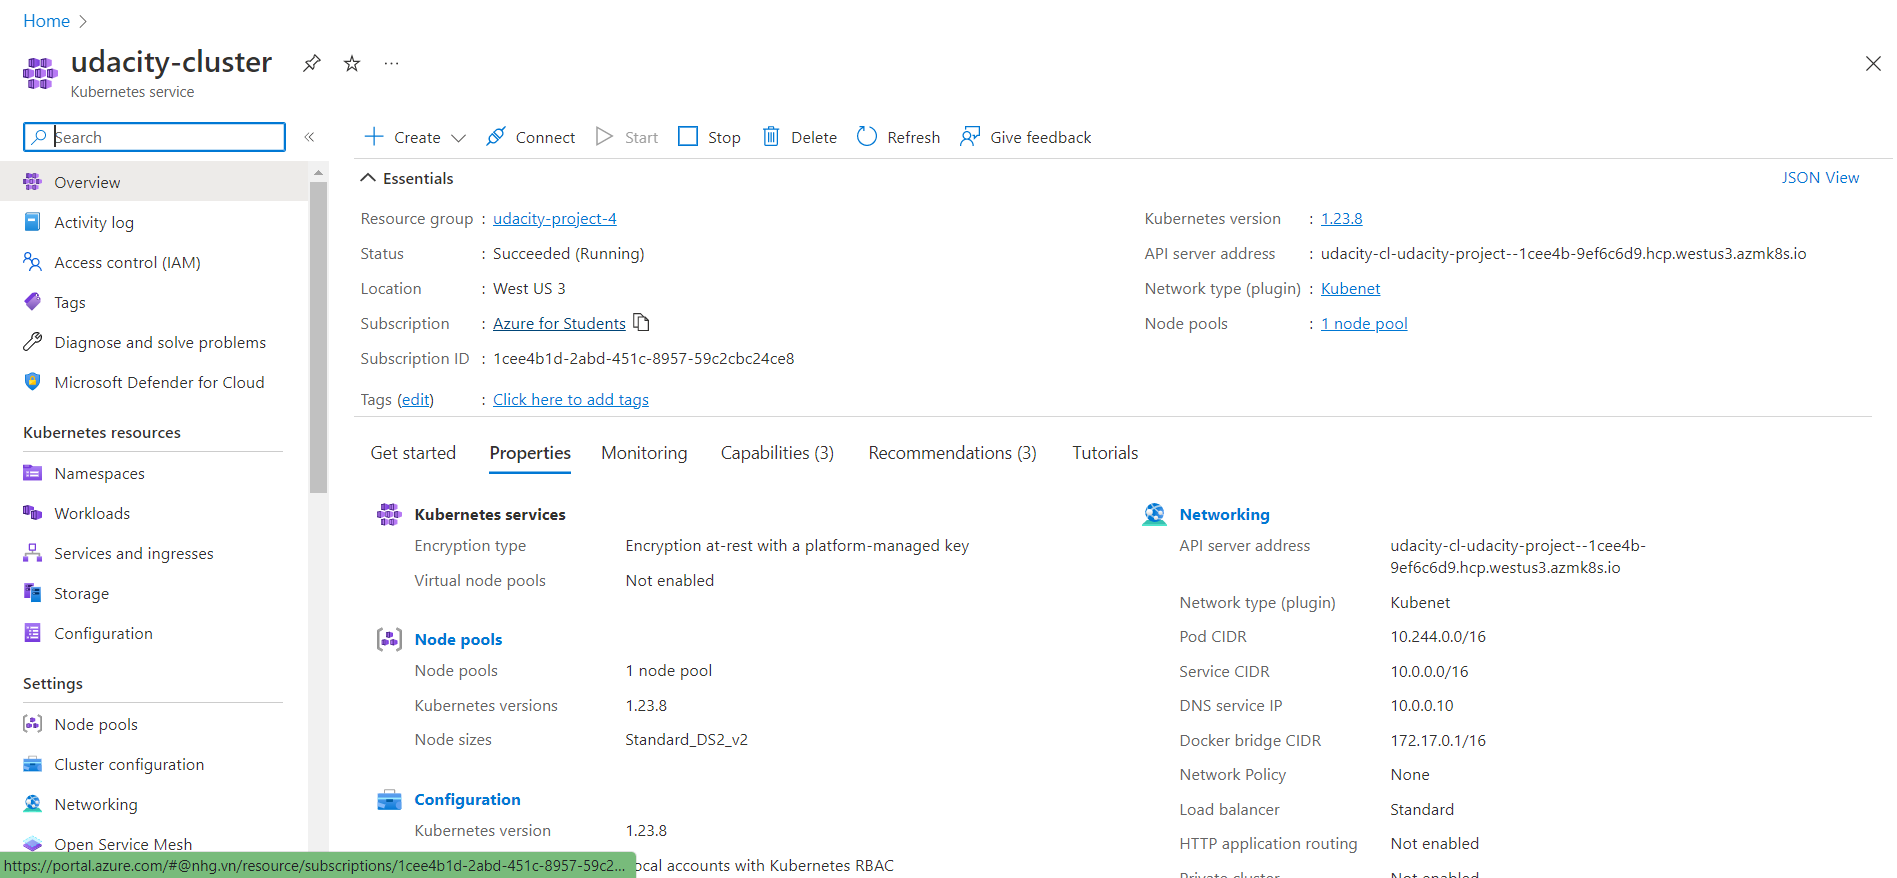 Home
udacity-cluster
Kubernetes service
Search
Create
Connect
Start
Stop
Delete
Refresh
Give feedback
Overview
Activity log
Access control (IAM)
Tags
Diagnose and solve problems
Microsoft Defender for Cloud
Kubernetes resources
Namespaces
Workloads
Services and ingresses
Storage
Configuration
Settings
Node pools
Cluster configuration
Networking
Open Service Mesh
Essentials
JSON View
Resource group : udacity-project-4
Status : Succeeded (Running)
Location : West US 3
Subscription : Azure for Students
Subscription ID : 1cee4b1d-2abd-451c-8957-59c2cbc24ce8
Tags (edit) : Click here to add tags
Kubernetes version : 1.23.8
API server address : udacity-cl-udacity-project--1cee4b-9ef6c6d9.hcp.westus3.azmk8s.io
Network type (plugin) : Kubenet
Node pools : 1 node pool
Get started Properties Monitoring Capabilities (3) Recommendations (3) Tutorials
Kubernetes services
Encryption type Encryption at-rest with a platform-managed key
Virtual node pools Not enabled
Node pools
Node pools 1 node pool
Kubernetes versions 1.23.8
Node sizes Standard_DS2_v2
Configuration
Kubernetes version 1.23.8
ocal accounts with Kubernetes RBAC
Networking
API server address udacity-cl-udacity-project--1cee4b-
9ef6c6d9.hcp.westus3.azmk8s.io
Network type (plugin) Kubenet
Pod CIDR 10.244.0.0/16
Service CIDR 10.0.0.0/16
DNS service IP 10.0.0.10
Docker bridge CIDR 172.17.0.1/16
Network Policy None
Load balancer Standard
HTTP application routing Not enabled
Private cluster Not enabled
https://portal.azure.com/#@nhg.vn/resource/subscriptions/1cee4b1d-2abd-451c-8957-59c2...